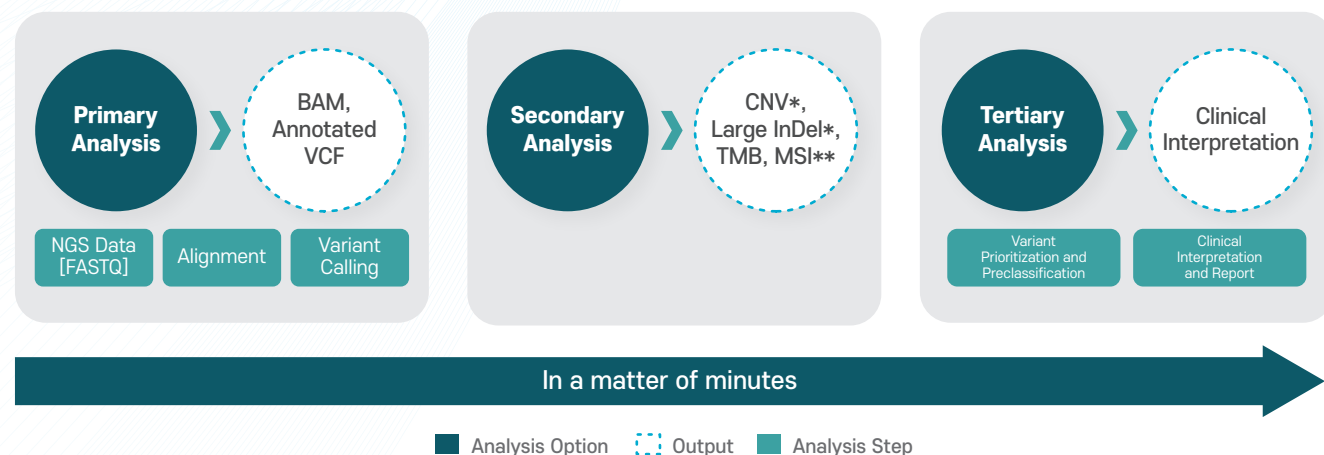 Primary
Analysis
BAM,
Annotated
VCF
NGS Data
[FASTQ]
Alignment
Variant
Calling
Secondary
Analysis
CNV*,
Large InDel*,
TMB, MSI**
Tertiary
Analysis
Clinical
Interpretation
Variant
Prioritization and
Preclassification
Clinical
Interpretation
and Report
In a matter of minutes
Analysis Option
Output
Analysis Step